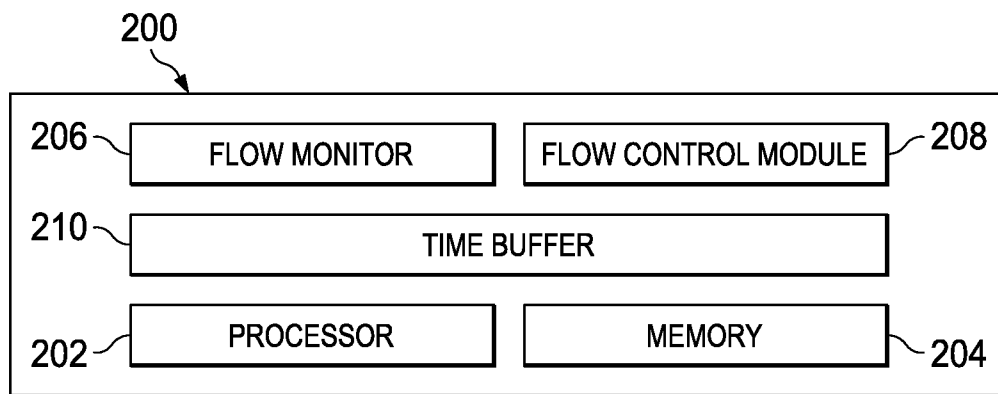 200
206 FLOW MONITOR FLOW CONTROL MODULE 208
210 TIME BUFFER
202 PROCESSOR MEMORY 204